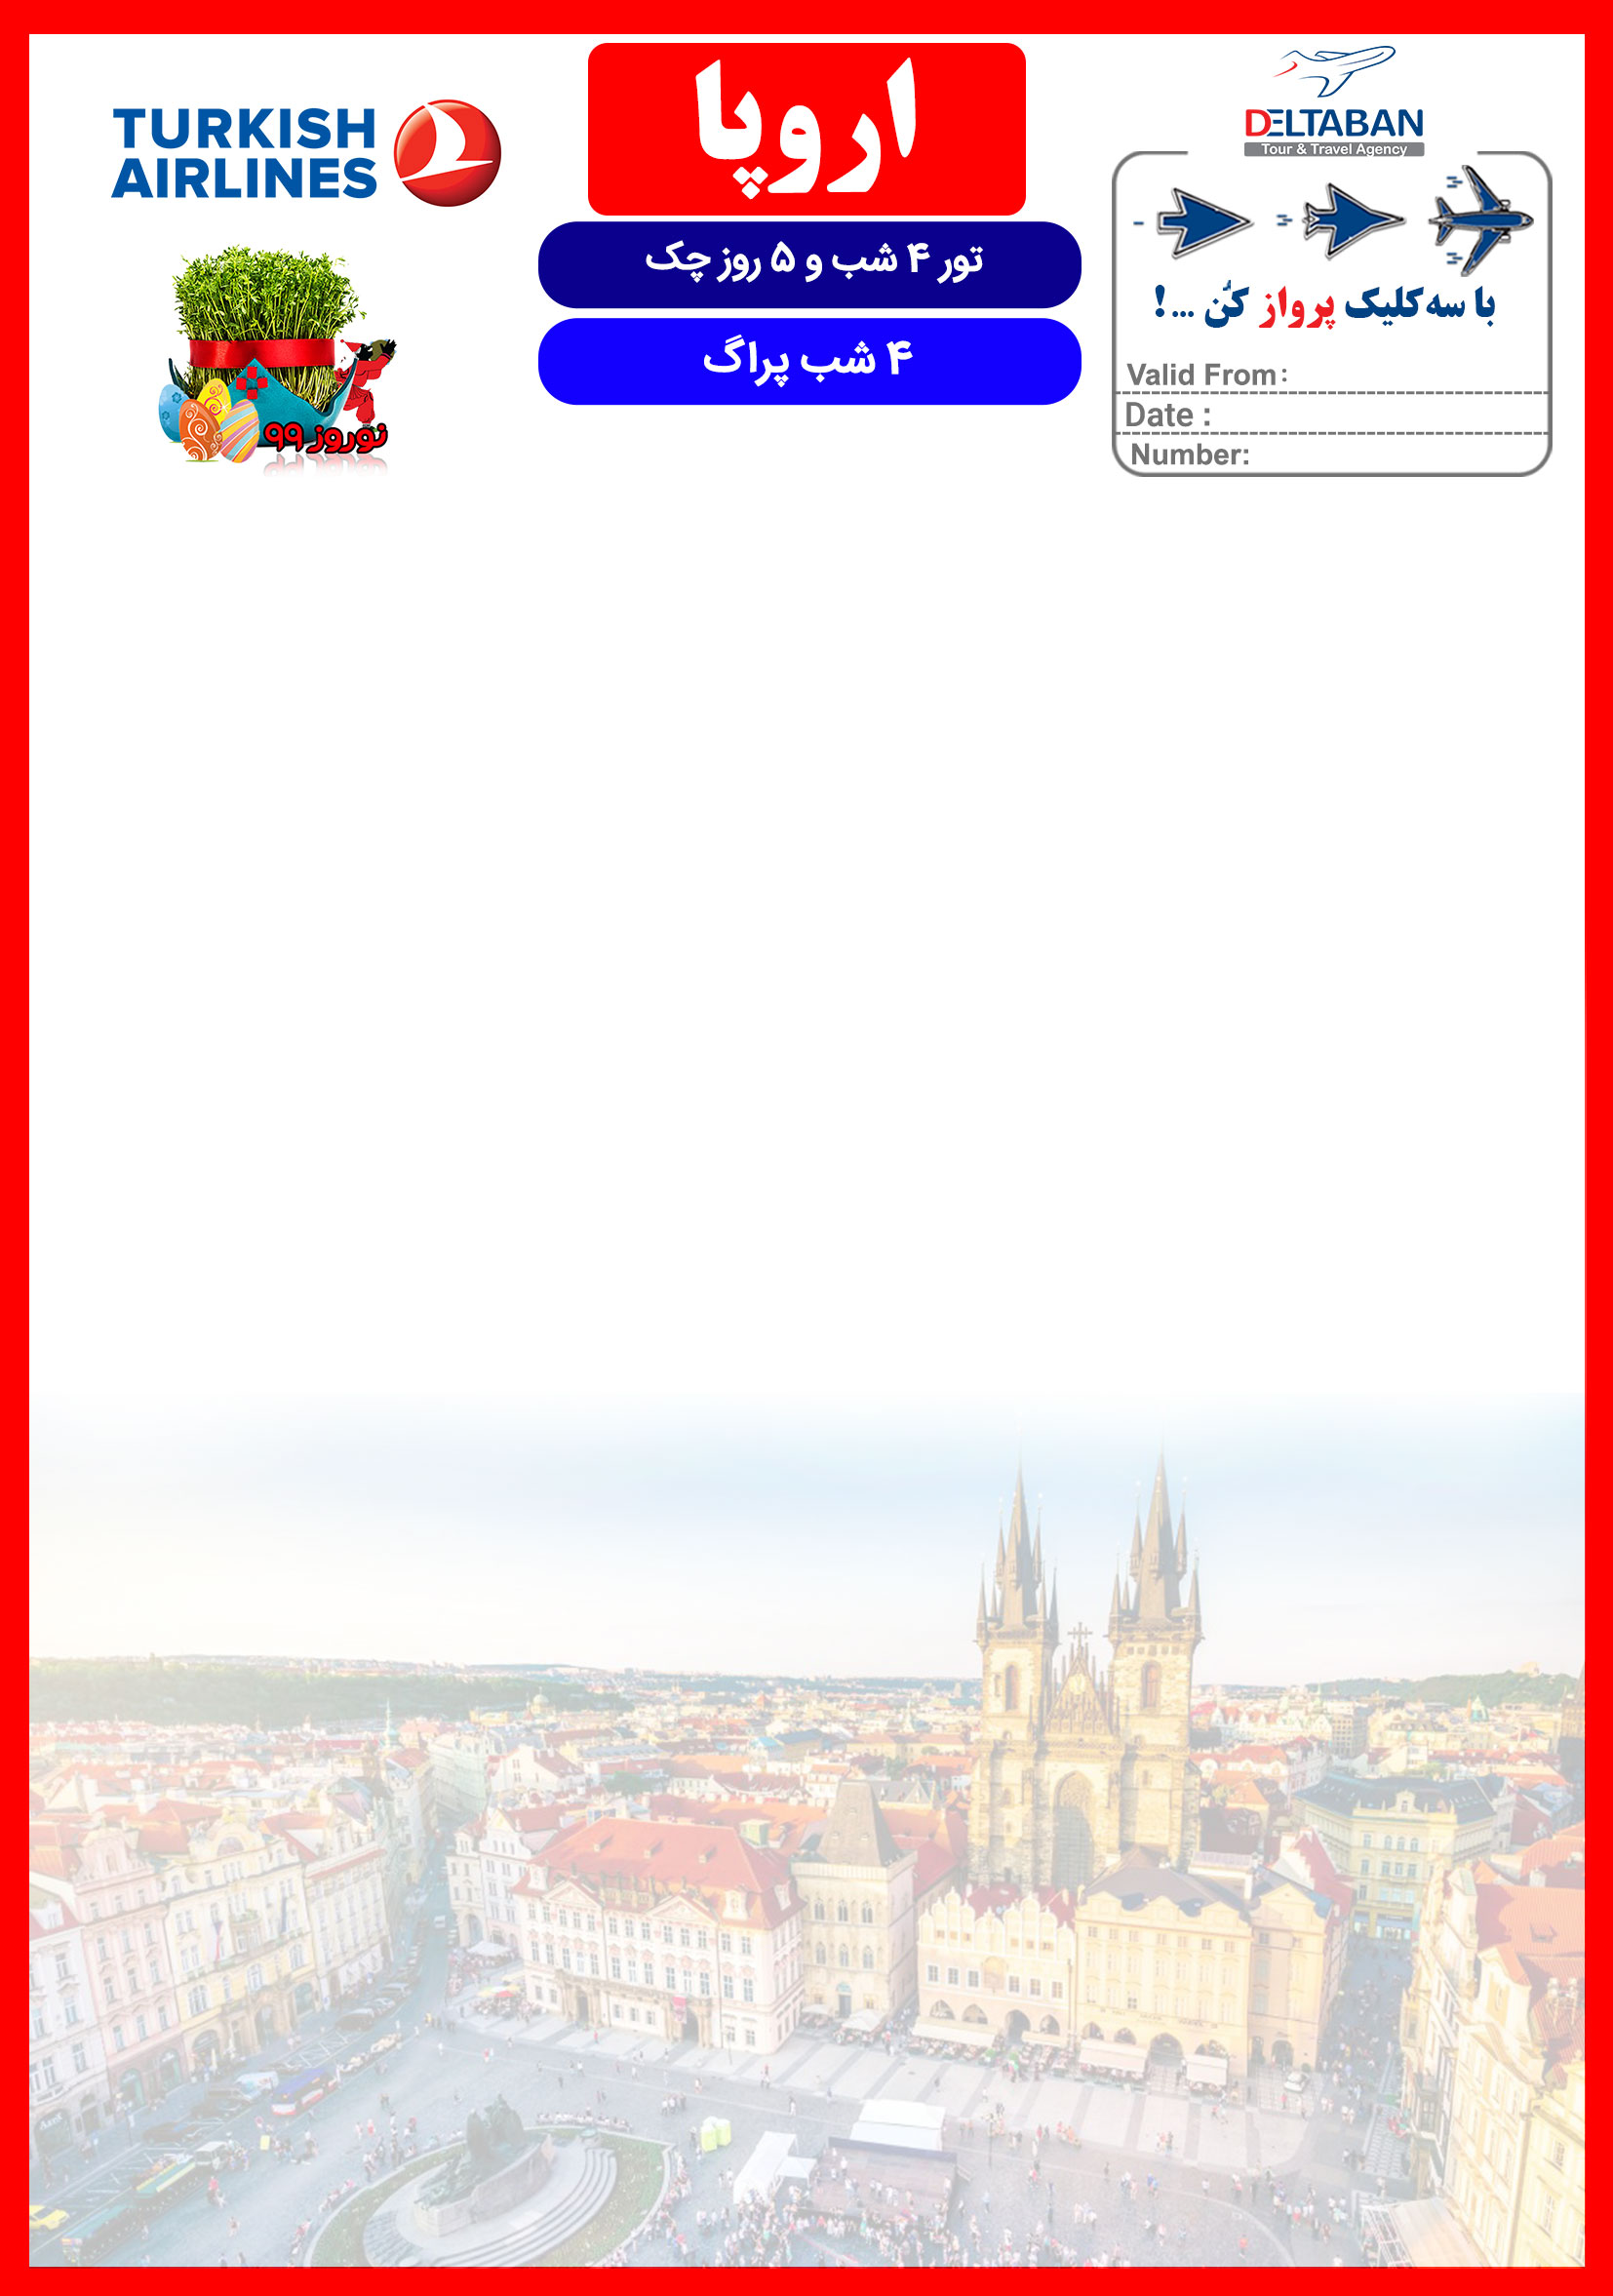 TURKISH
AIRLINES
نوروز ۹۹
اروپا
تور ۴ شب و ۵ روز چک
۴ شب پراگ
DELTABAN
Tour & Travel Agency
با سه کلیک پرواز کُن ... !
Valid From:
Date :
Number: